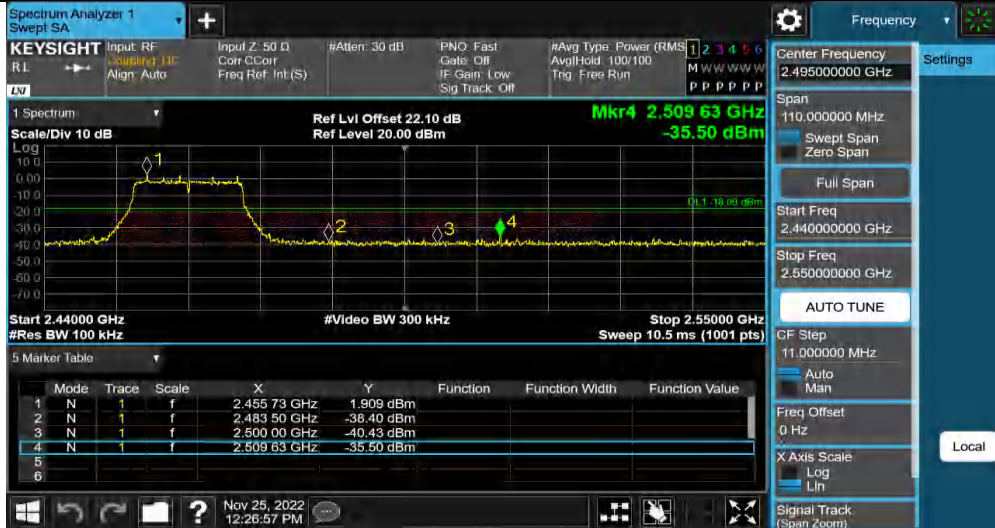 Spectrum Analyzer 1
Swept SA
Frequency
KEYSIGHT
RL
LXI
Input: RF
Coupling: DC
Align: Auto
Input Z: 50 Ω
Corr CCorr
Freq Ref: Int (S)
#Atten: 30 dB
PNO: Fast
Gate: Off
IF Gain: Low
Sig Track: Off
#Avg Type: Power (RMS
Avg|Hold: 100/100
Trig: Free Run
1 2 3 4 5 6
M W W W W W
P P P P P P
1 Spectrum
Scale/Div 10 dB
Ref Lvl Offset 22.10 dB
Ref Level 20.00 dBm
Mkr4 2.509 63 GHz
-35.50 dBm
Log
10.0
0.00
-10.0
-20.0
-30.0
-40.0
-50.0
-60.0
-70.0
1
2
3
4
DL1 -18.09 dBm
Start 2.44000 GHz
#Video BW 300 kHz
Stop 2.55000 GHz
#Res BW 100 kHz
Sweep 10.5 ms (1001 pts)
5 Marker Table
Mode Trace Scale X Y Function Function Width Function Value
1 N 1 f 2.455 73 GHz 1.909 dBm
2 N 1 f 2.483 50 GHz -38.40 dBm
3 N 1 f 2.500 00 GHz -40.43 dBm
4 N 1 f 2.509 63 GHz -35.50 dBm
5
6
Nov 25, 2022
12:26:57 PM
Center Frequency
2.495000000 GHz
Span
110.000000 MHz
Swept Span
Zero Span
Full Span
Start Freq
2.440000000 GHz
Stop Freq
2.550000000 GHz
AUTO TUNE
CF Step
11.000000 MHz
Auto
Man
Freq Offset
0 Hz
X Axis Scale
Log
Lin
Signal Track
(Span Zoom)
Settings
Local